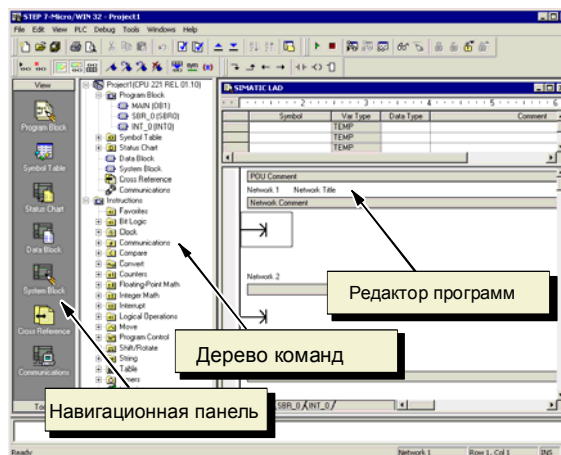 STEP 7-Micro/WIN 32 - Project1
File Edit View PLC Debug Tools Windows Help
View
Program Block
Symbol Table
Status Chart
Data Block
System Block
Cross Reference
Communications
Project1(CPU 221 REL 01.10)
Program Block
MAIN (OB1)
SBR_0 (SBR0)
INT_0 (INT0)
Symbol Table
Status Chart
Data Block
System Block
Cross Reference
Communications
Instructions
Favorites
Bit Logic
Clock
Communications
Compare
Convert
Counters
Floating-Point Math
Integer Math
Interrupt
Logical Operations
Move
Program Control
Shift/Rotate
String
Table
SIMATIC LAD
3 4 5 6
Symbol Var Type Data Type Comment
TEMP
TEMP
TEMP
POU Comment
Network 1 Network Title
Network Comment
Network 2
Редактор программ
Дерево команд
Навигационная панель
SBR_0 INT_0
Ready
Network 1 Row 1, Col 1 INS